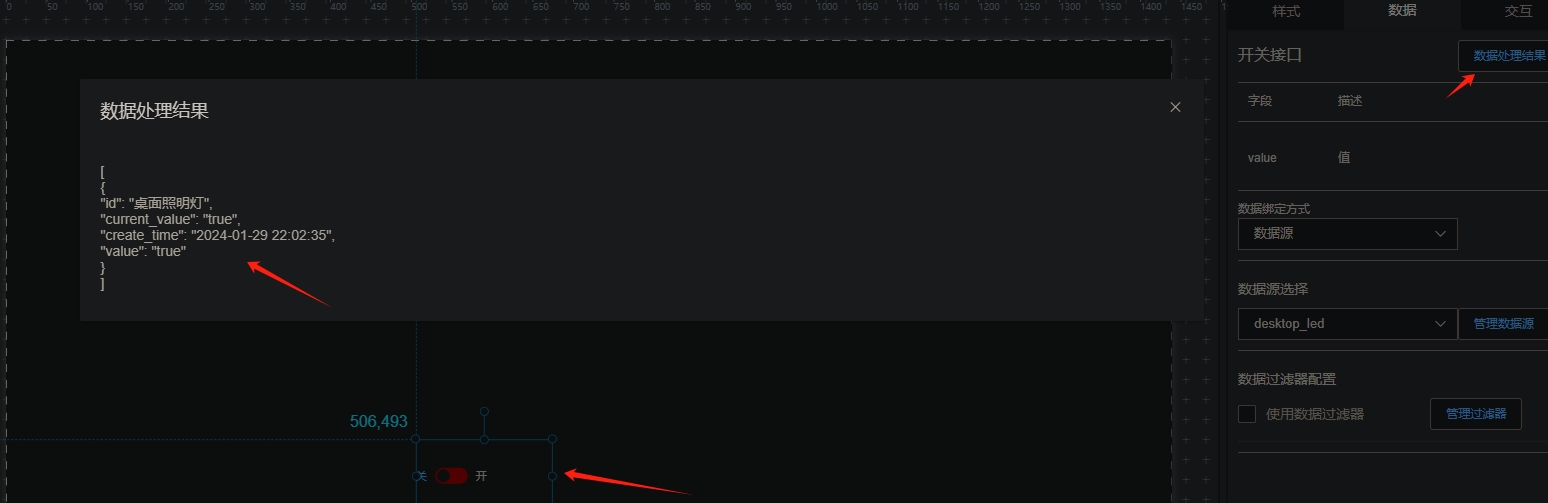 0 50 100 150 200 250 300 350 400 450 500 550 600 650 700 750 800 850 900 950 1000 1050 1100 1150 1200 1250 1300 1350 1400 1450 1
样式 数据 交互
开关接口 数据处理结果
字段 描述
value 值
数据绑定方式
数据源
数据源选择
desktop_led 管理数据源
数据过滤器配置
使用数据过滤器 管理过滤器
数据处理结果
[
{
"id": "桌面照明灯",
"current_value": "true",
"create_time": "2024-01-29 22:02:35",
"value": "true"
}
]
506,493
关 开